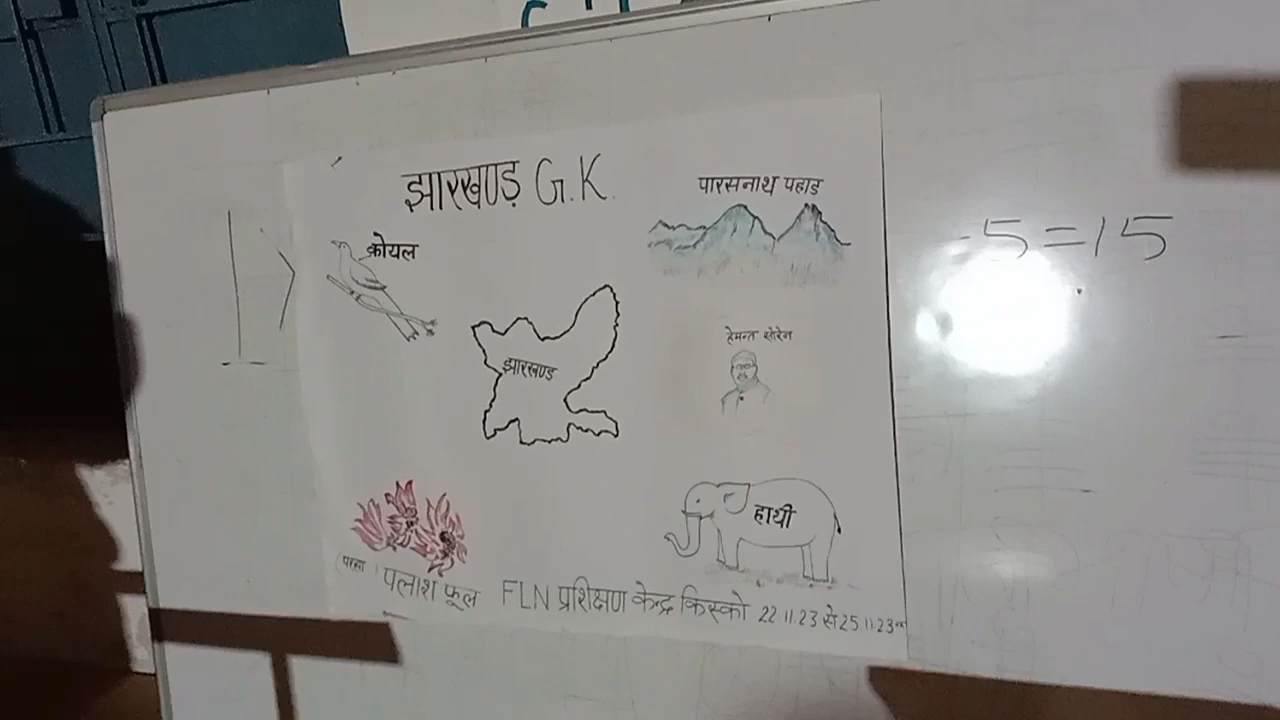 झारखण्ड़ G.K.
पारसनाथ पहाड़
कोयल
-5=15
हेमन्त सोरेन
झारखण्ड
हाथी
पलाश फूल
FLN प्रशिक्षण केन्द्र किस्को 22.11.23 से 25.11.23